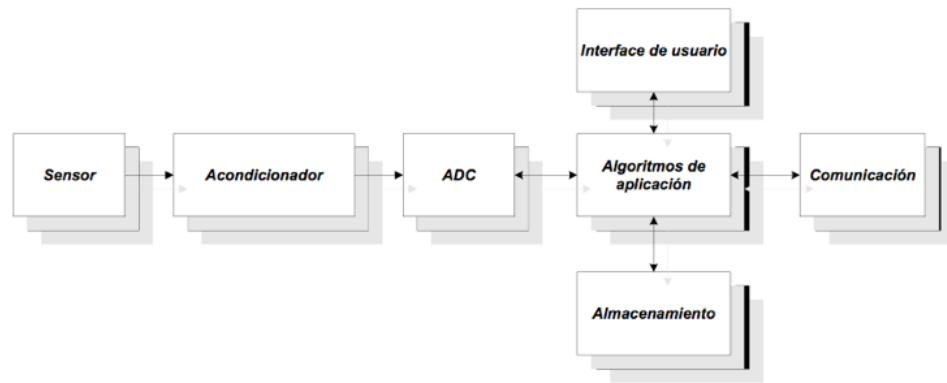 Interface de usuario
Sensor
Acondicionador
ADC
Algoritmos de
aplicación
Comunicación
Almacenamiento